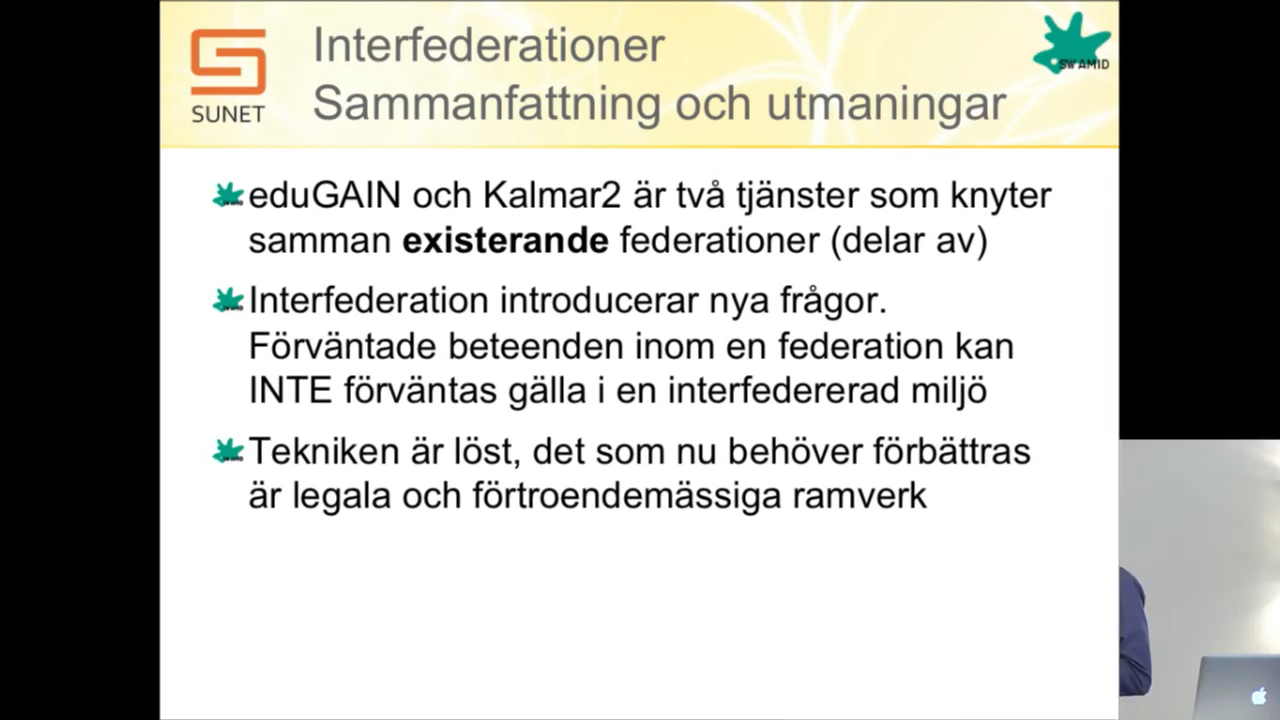 Interfederationer
Sammanfattning och utmaningar
SUNET
SWAMID
eduGAIN och Kalmar2 är två tjänster som knyter
samman existerande federationer (delar av)
Interfederation introducerar nya frågor.
Förväntade beteenden inom en federation kan
INTE förväntas gälla i en interfedererad miljö
Tekniken är löst, det som nu behöver förbättras
är legala och förtroendemässiga ramverk